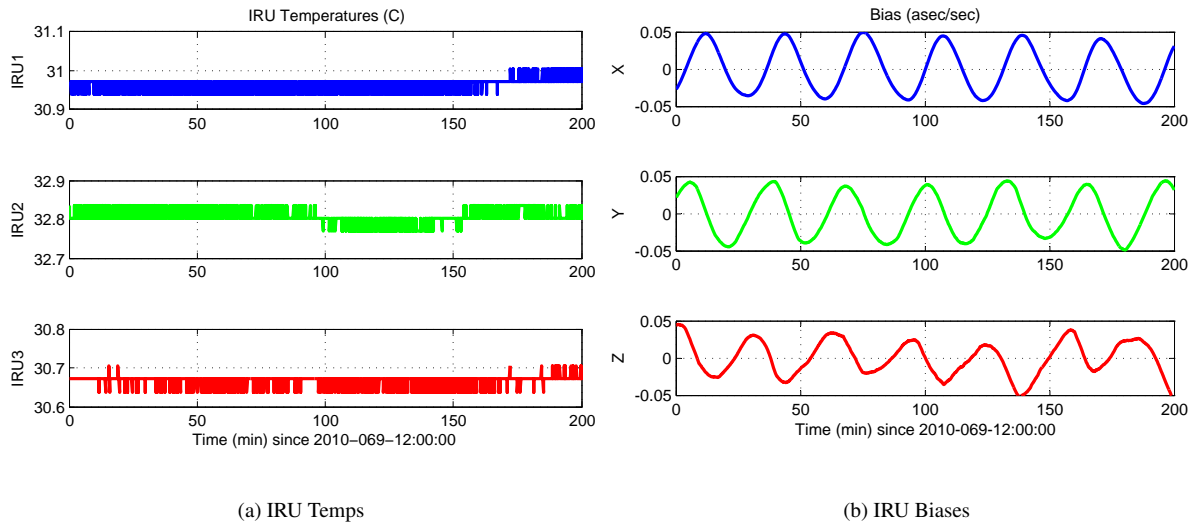 IRU Temperatures (C)
31.1
31
30.9
IRU1
0 50 100 150 200
32.9
32.8
32.7
IRU2
0 50 100 150 200
30.8
30.7
30.6
IRU3
0 50 100 150 200
Time (min) since 2010−069−12:00:00
(a) IRU Temps
Bias (asec/sec)
0.05
0
-0.05
X
0 50 100 150 200
0.05
0
-0.05
Y
0 50 100 150 200
0.05
0
-0.05
Z
0 50 100 150 200
Time (min) since 2010-069-12:00:00
(b) IRU Biases